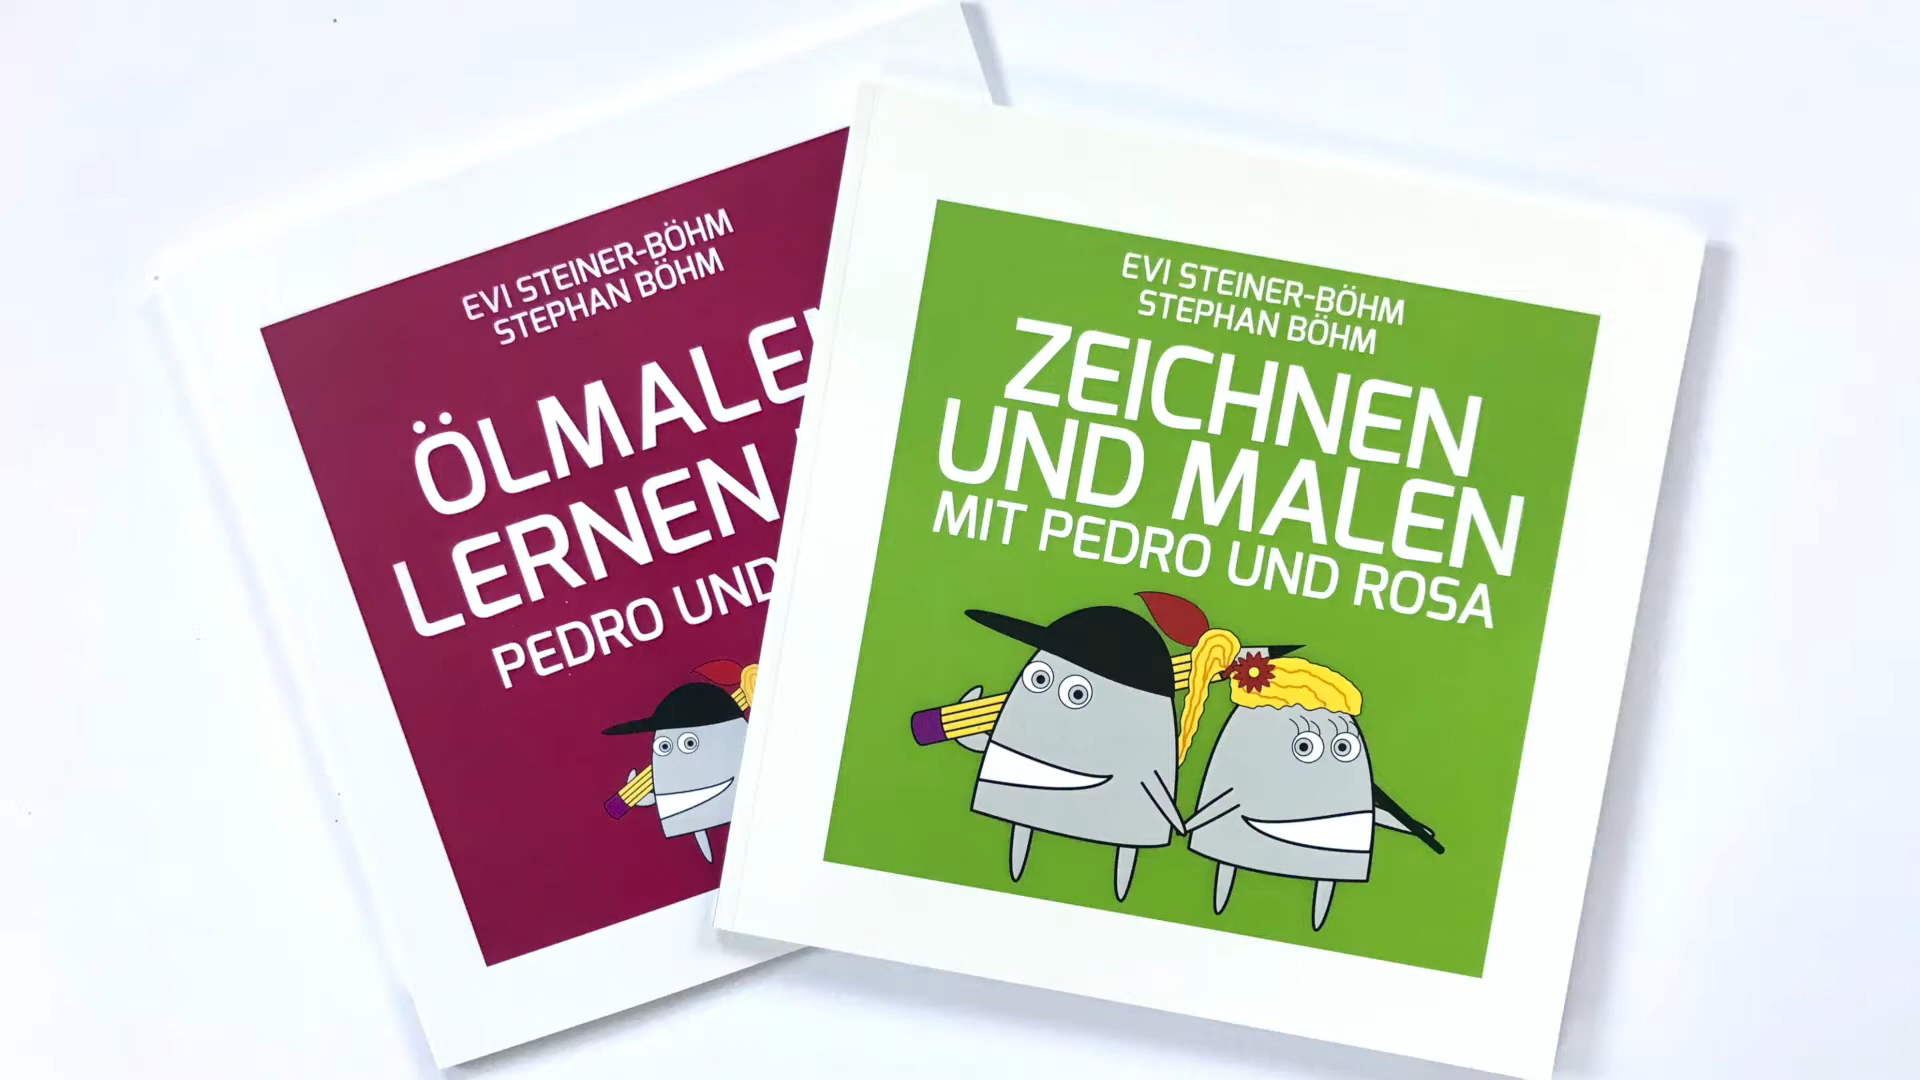 EVI STEINER-BÖHM
STEPHAN BÖHM
ÖLMALE
LERNEN
PEDRO UND
EVI STEINER-BÖHM
STEPHAN BÖHM
ZEICHNEN
UND MALEN
MIT PEDRO UND ROSA